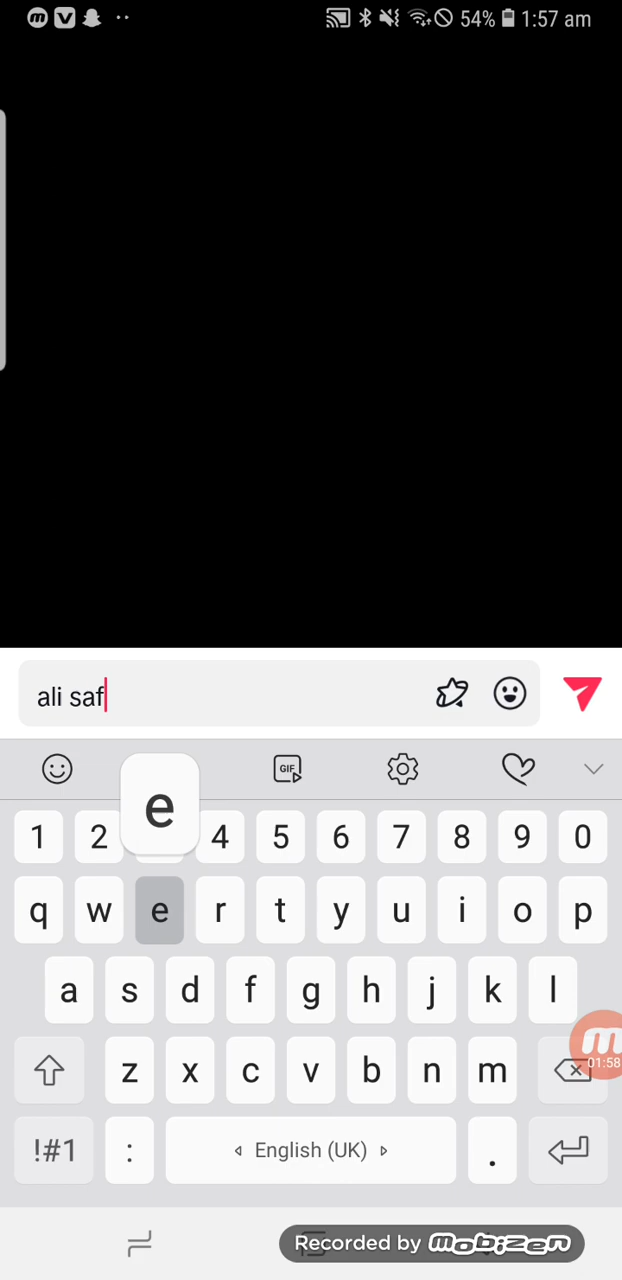 54% 1:57 am
ali saf
GIF
e
1 2 4 5 6 7 8 9 0
q w e r t y u i o p
a s d f g h j k l
z x c v b n m
01:58
!#1 : English (UK) .
Recorded by mobizen